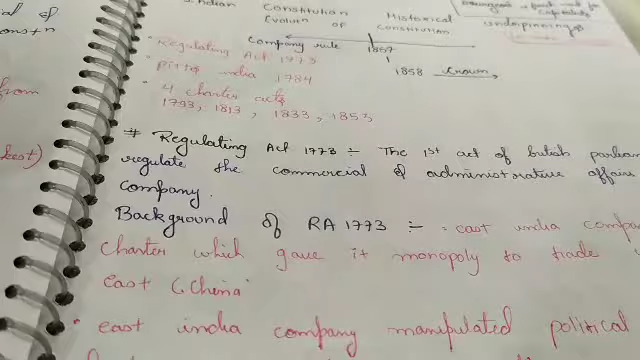 Indian Constitution Historical
Evolution of constitution underpinnings
Company rule 1857
1858 Crown
• Regulating Act 1773
• Pitts india 1784
• 4 charter acts
1793, 1813, 1833, 1853,
# Regulating Act 1773 :- The 1st act of british parliam
regulate the commercial & administrative affairs
Company.
Background of RA 1773 :- • east india compan
charter which gave it monopoly to trade
east (China
• east india company manipulated political
from